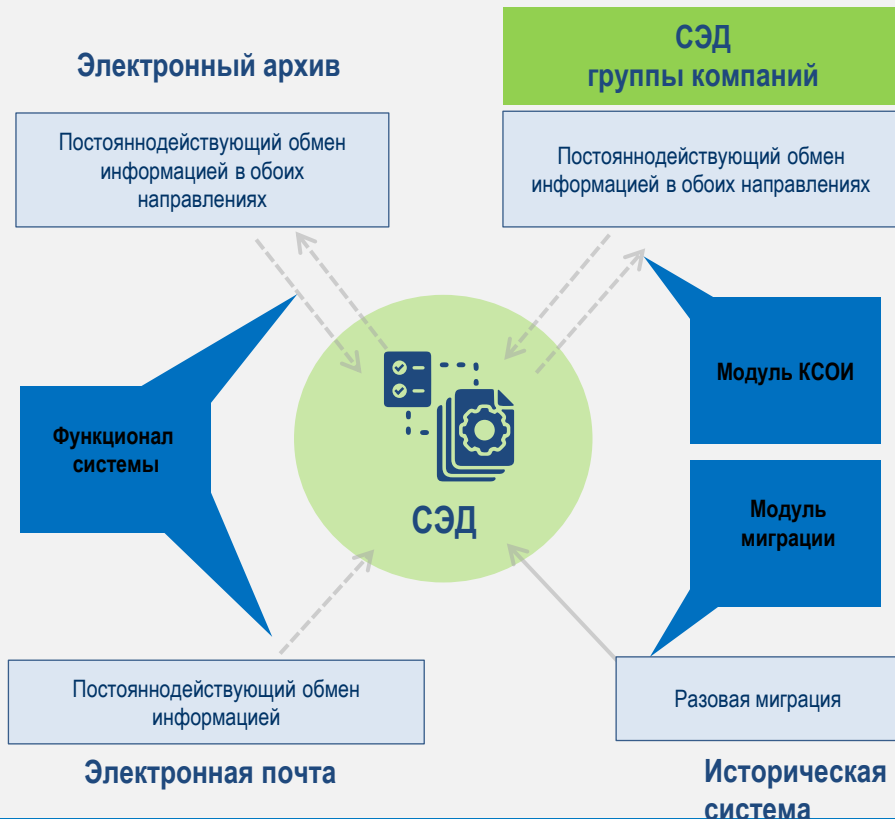 Электронный архив
СЭД
группы компаний
Постояннодействующий обмен
информацией в обоих
направлениях
Постояннодействующий обмен
информацией в обоих направлениях
Модуль КСОИ
Функционал
системы
СЭД
Модуль
миграции
Постояннодействующий обмен
информацией
Разовая миграция
Электронная почта
Историческая
система